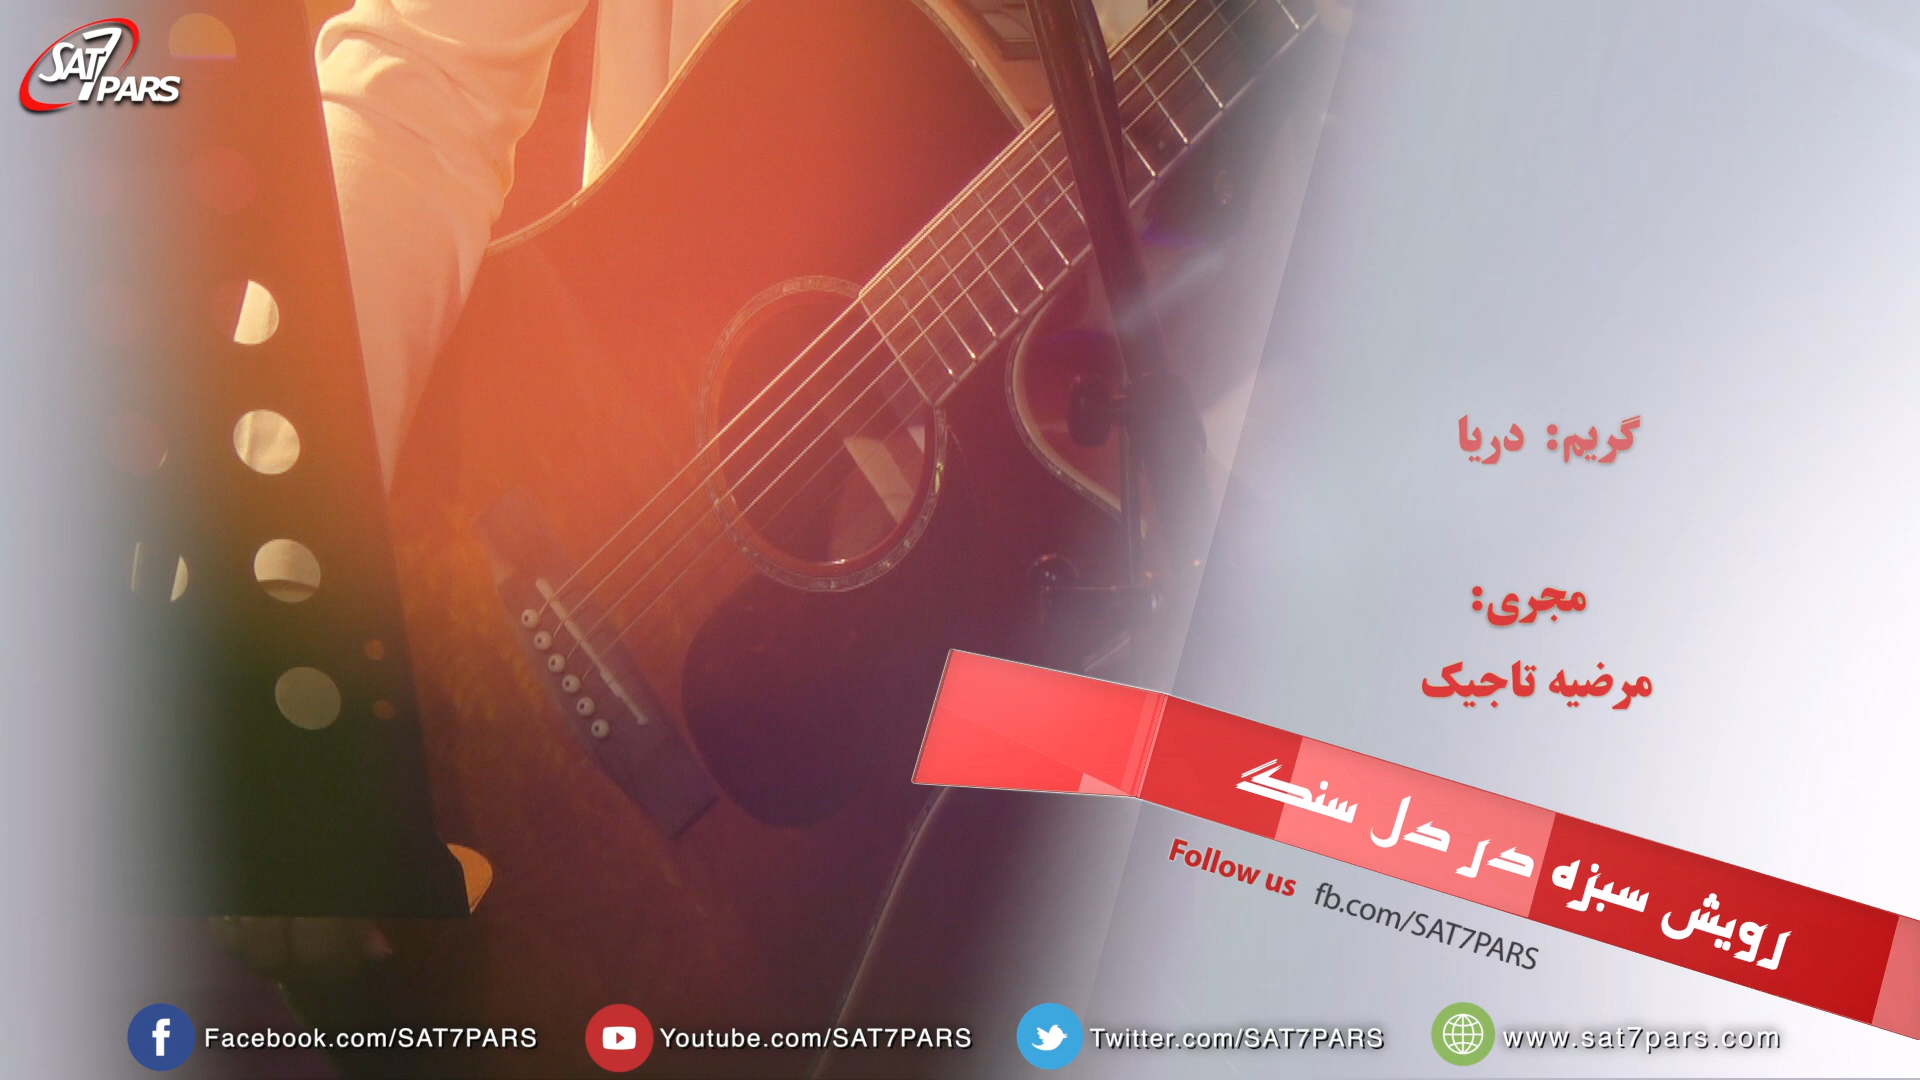 SAT7
PARS
گریم: دریا
مجری:
مرضیه تاجیک
رویش سبزه در دل سنگ
Follow us fb.com/SAT7PARS
Facebook.com/SAT7PARS
Youtube.com/SAT7PARS
Twitter.com/SAT7PARS
www.sat7pars.com